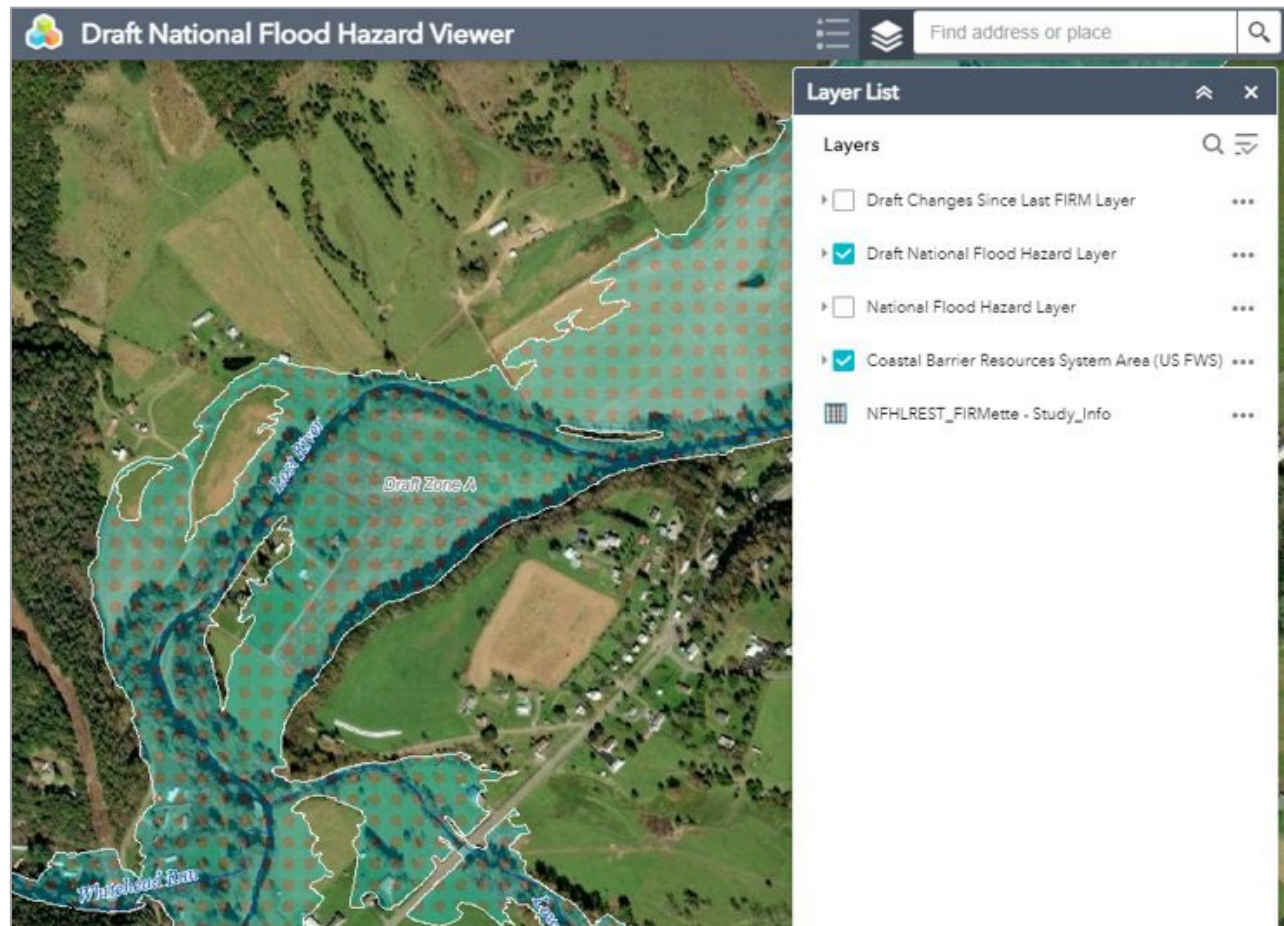 Draft National Flood Hazard Viewer
Find address or place
Layer List
Layers
Draft Changes Since Last FIRM Layer
Draft National Flood Hazard Layer
National Flood Hazard Layer
Coastal Barrier Resources System Area (US FWS)
NFHLREST_FIRMette - Study_Info
Lost River
Draft Zone A
Whitehead Run